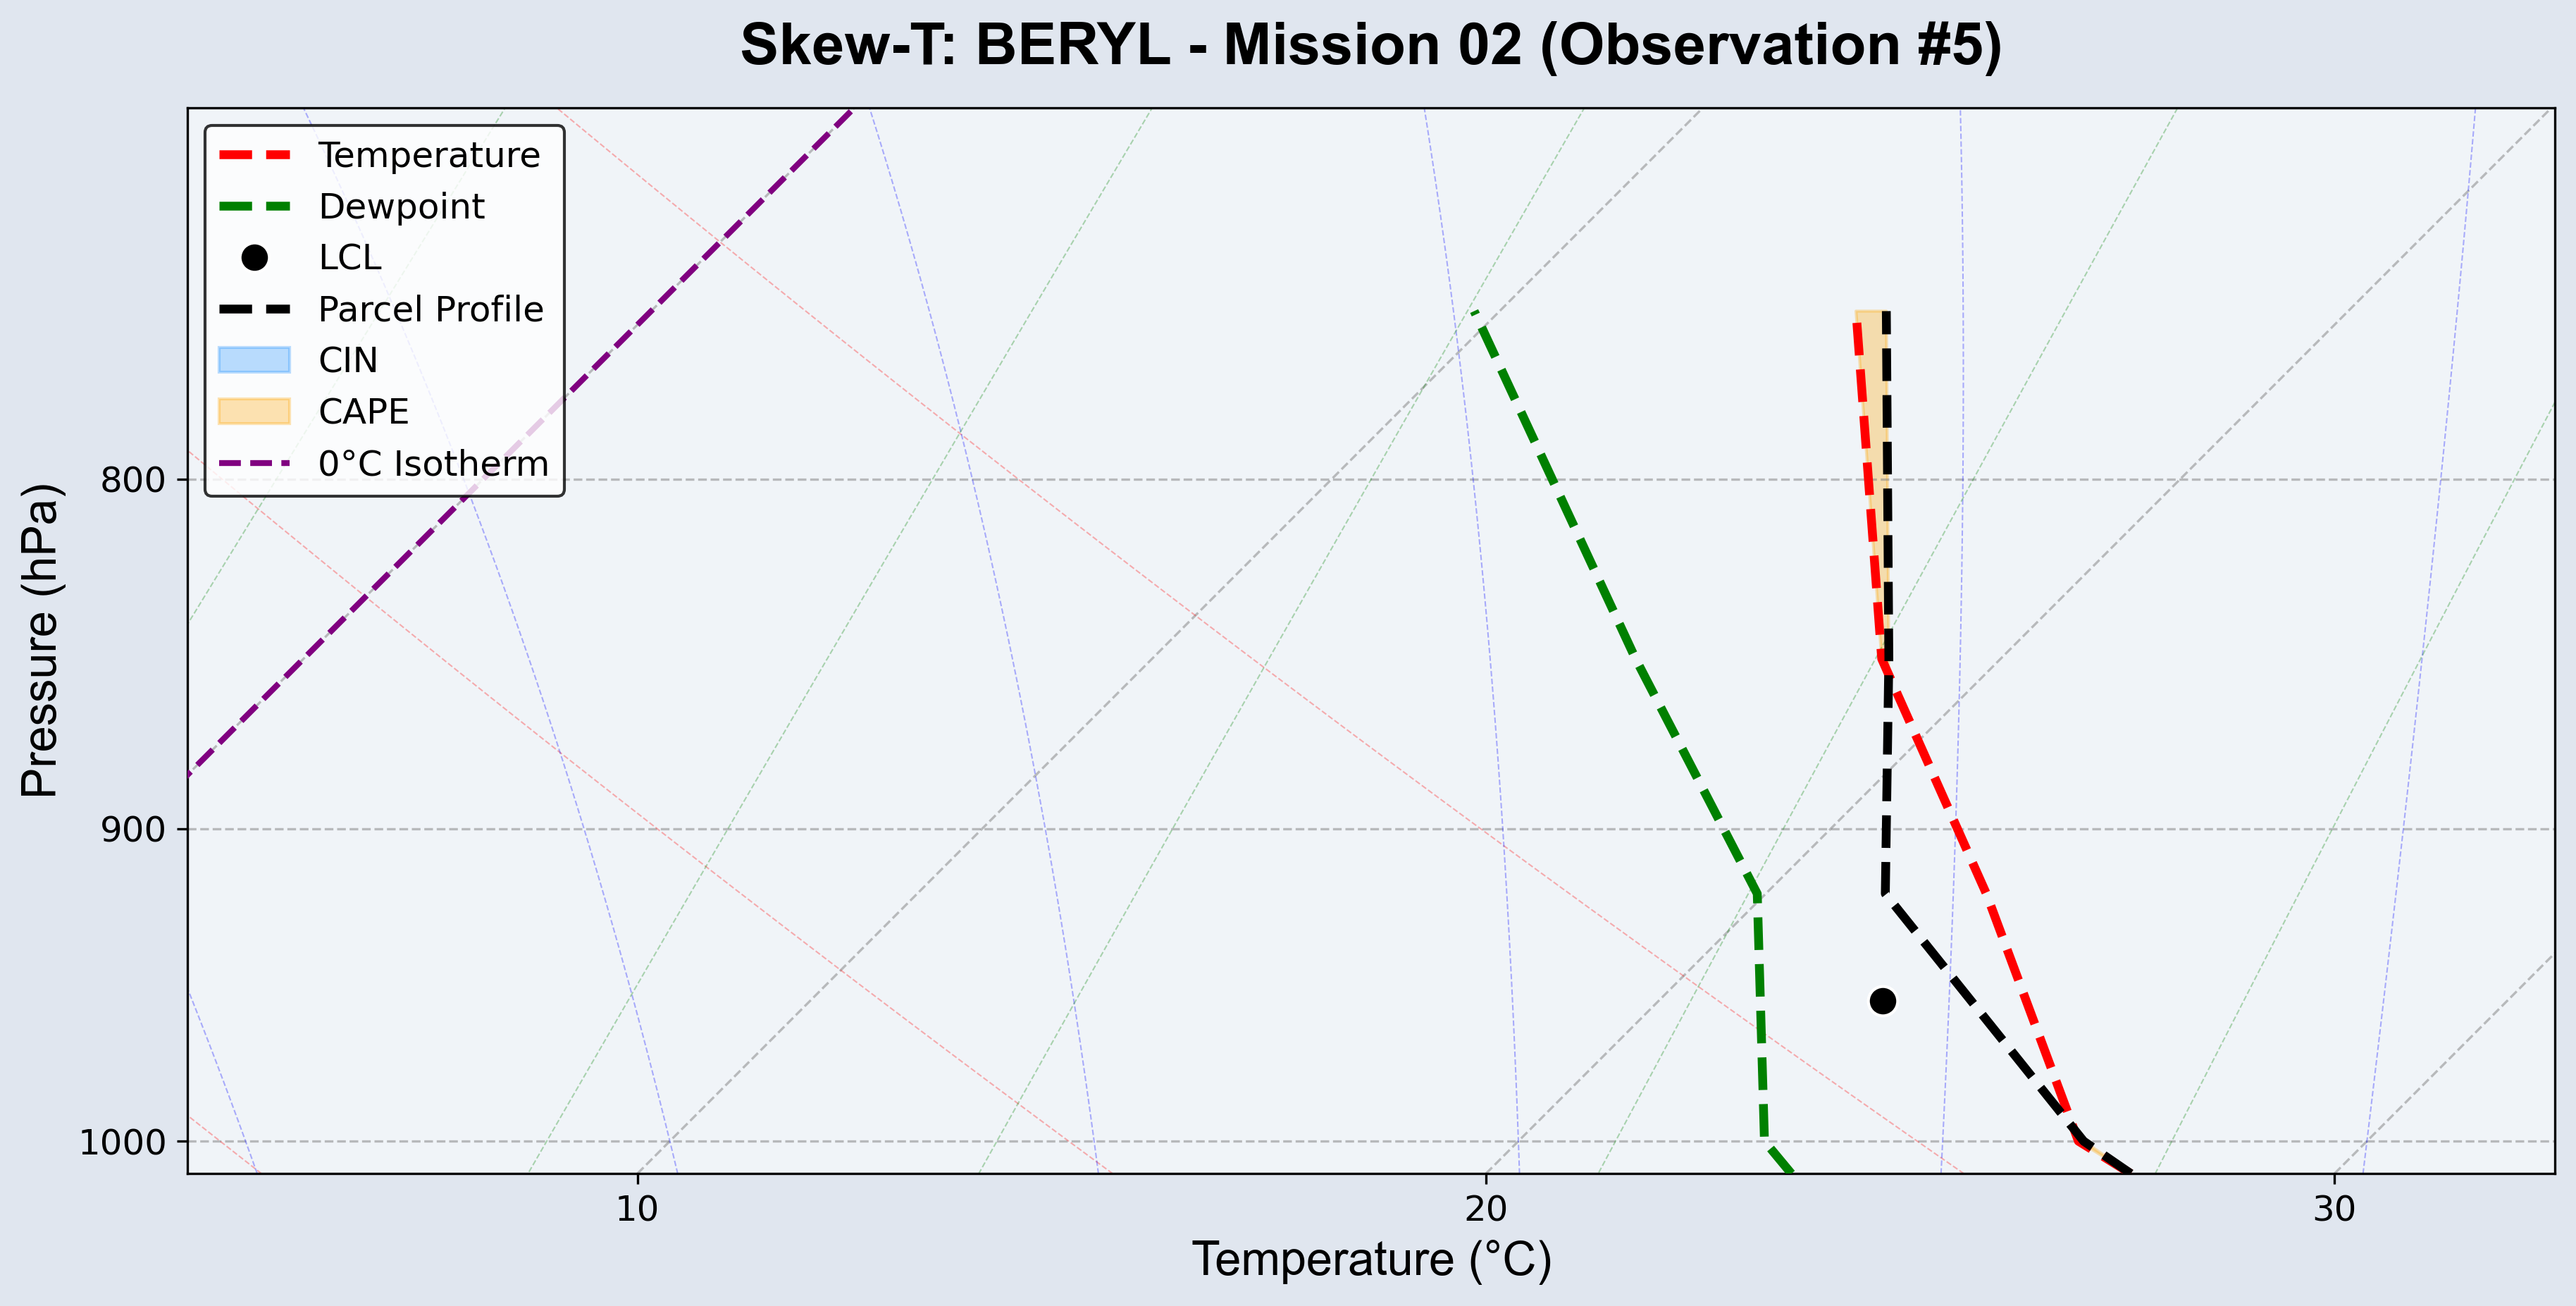 Skew-T: BERYL - Mission 02 (Observation #5)
Temperature
Dewpoint
LCL
Parcel Profile
CIN
CAPE
0°C Isotherm
Pressure (hPa)
800
900
1000
10
20
30
Temperature (°C)